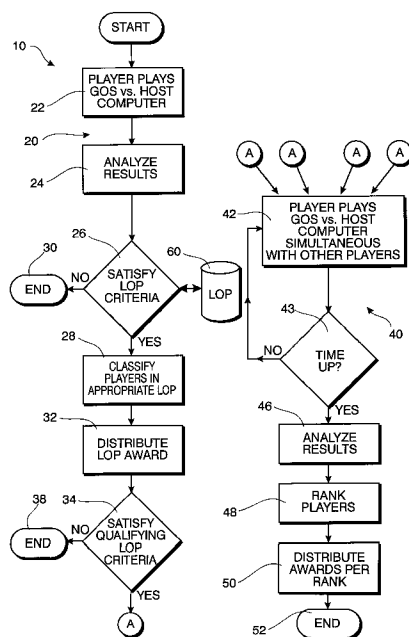 START
10
PLAYER PLAYS
GOS vs. HOST
COMPUTER
22
20
ANALYZE
RESULTS
24
26
SATISFY
LOP
CRITERIA
60
LOP
30
END
NO
YES
28
CLASSIFY
PLAYERS IN
APPROPRIATE LOP
32
DISTRIBUTE
LOP AWARD
34
SATISFY
QUALIFYING
LOP
CRITERIA
38
END
NO
YES
A
A
A
A
A
42
PLAYER PLAYS
GOS vs. HOST
COMPUTER
SIMULTANEOUS
WITH OTHER PLAYERS
40
43
TIME
UP?
NO
YES
46
ANALYZE
RESULTS
48
RANK
PLAYERS
50
DISTRIBUTE
AWARDS PER
RANK
52
END